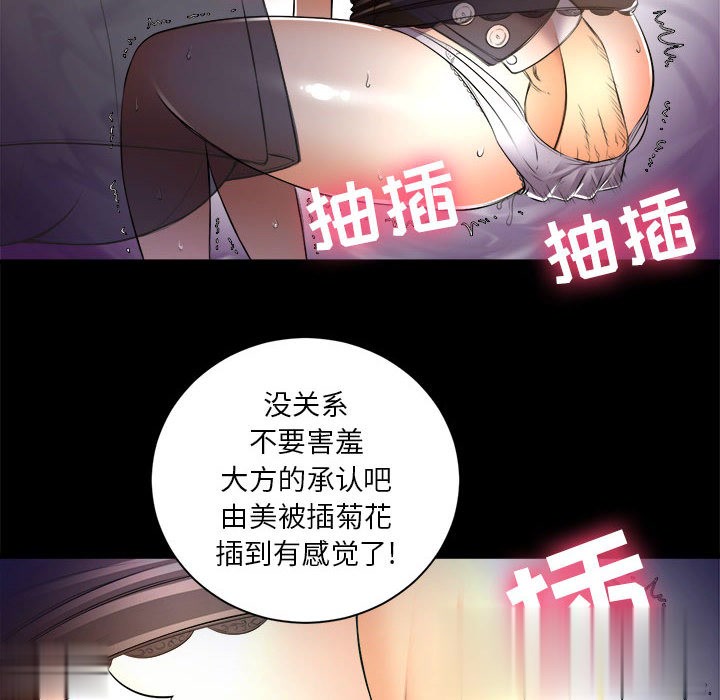 抽插
抽插
没关系
不要害羞
大方的承认吧
由美被插菊花
插到有感觉了!
插